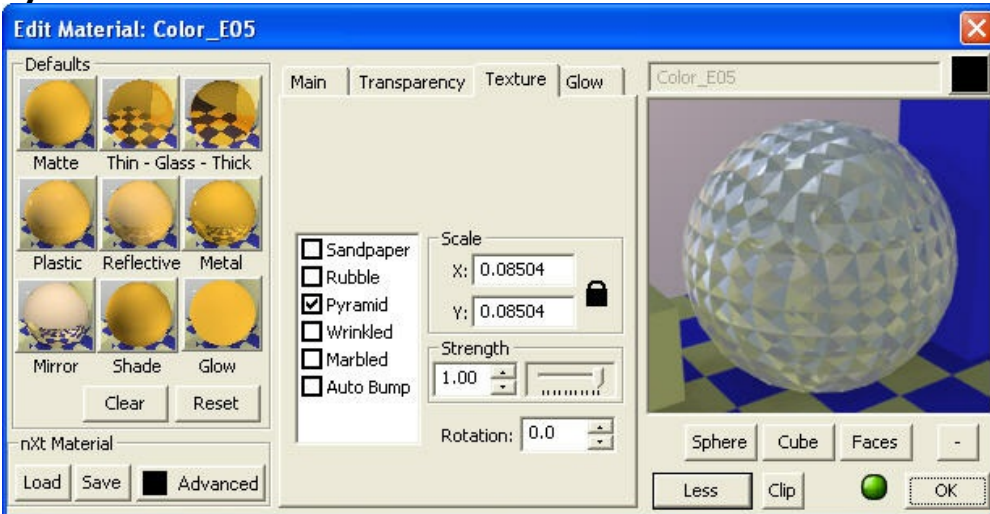 Edit Material: Color_E05
Defaults
Matte Thin - Glass - Thick
Plastic Reflective Metal
Mirror Shade Glow
Clear Reset
nXt Material
Load Save Advanced
Main Transparency Texture Glow
Sandpaper
Rubble
Pyramid
Wrinkled
Marbled
Auto Bump
Scale
X: 0.08504
Y: 0.08504
Strength
1.00
Rotation: 0.0
Color_E05
Sphere Cube Faces -
Less Clip OK